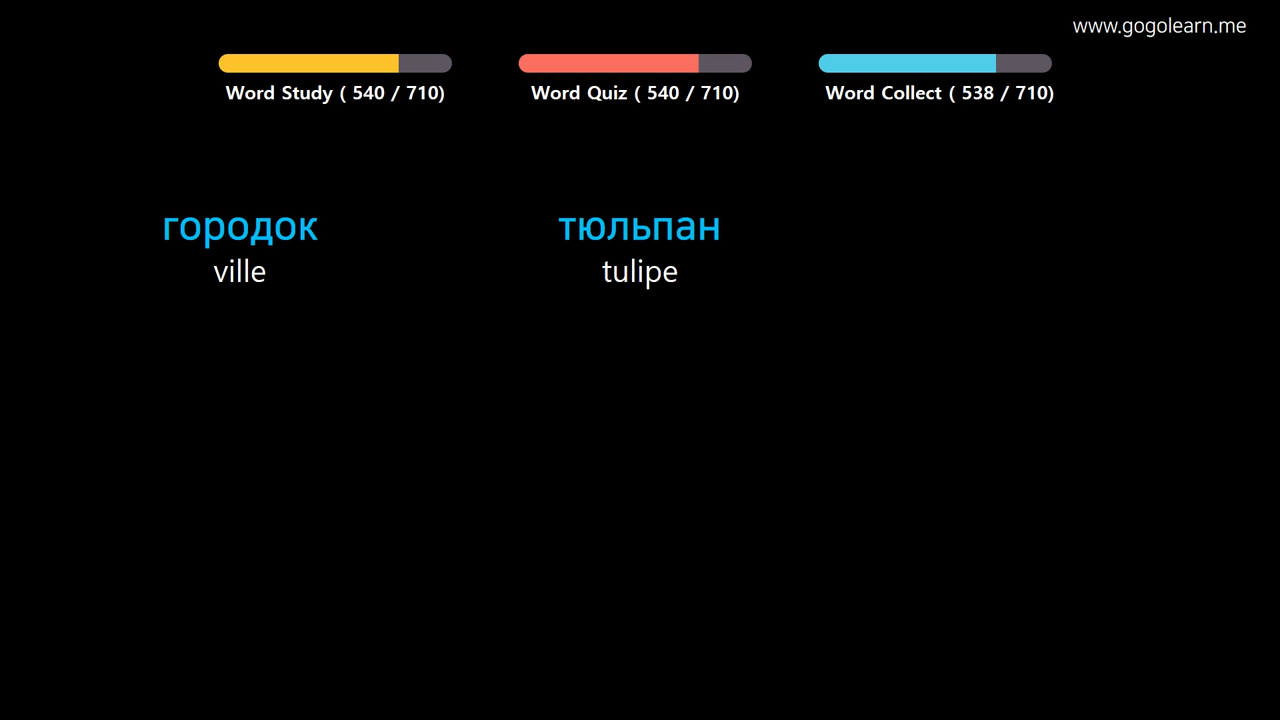 www.gogolearn.me
Word Study ( 540 / 710)
Word Quiz ( 540 / 710)
Word Collect ( 538 / 710)
городок
ville
тюльпан
tulipe